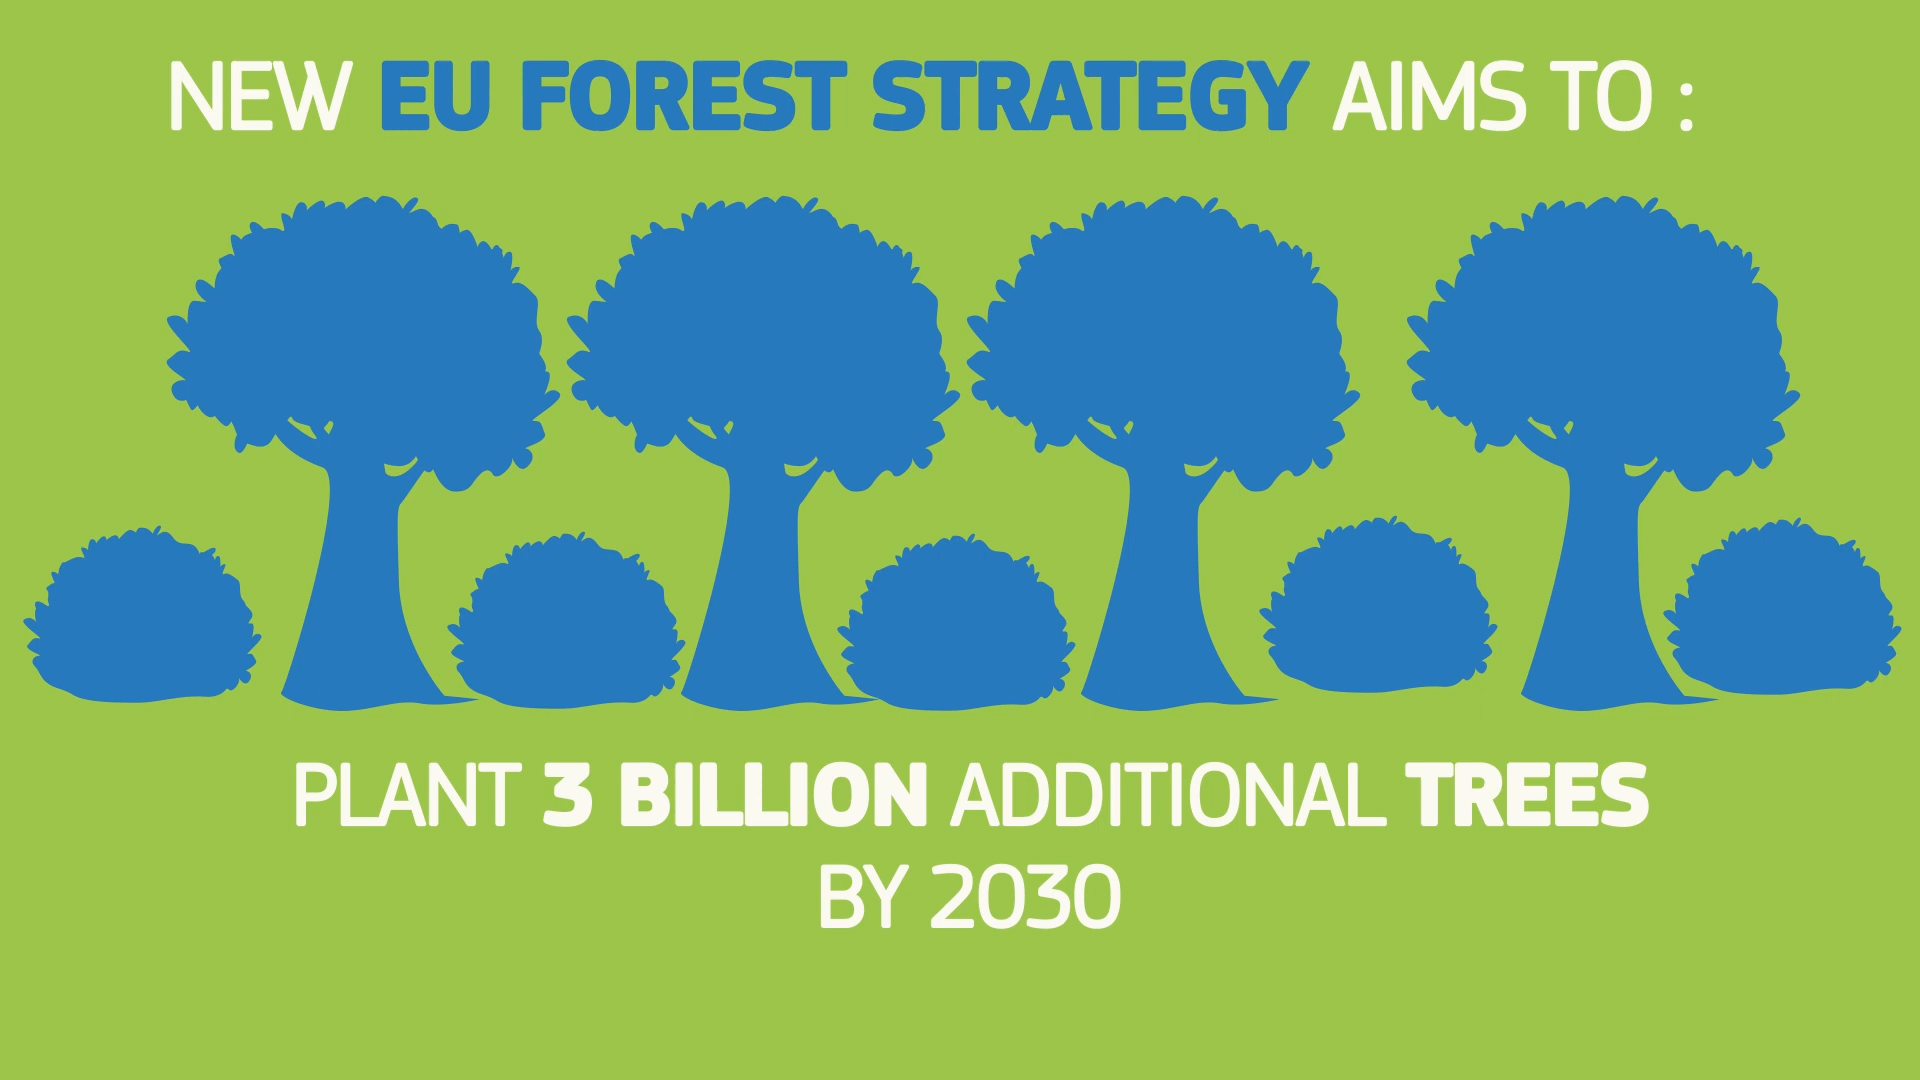 NEW EU FOREST STRATEGY AIMS TO :
PLANT 3 BILLION ADDITIONAL TREES
BY 2030